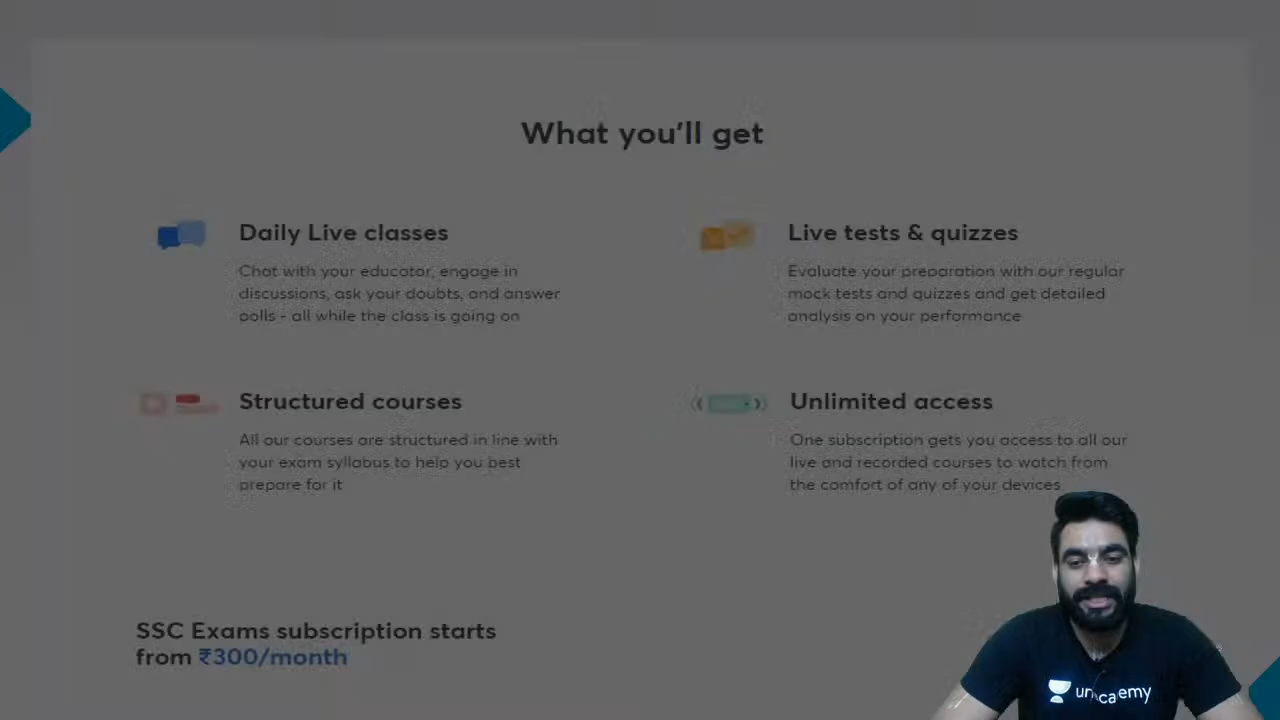 What you'll get
Daily Live classes
Chat with your educator, engage in
discussions, ask your doubts, and answer
polls - all while the class is going on
Live tests & quizzes
Evaluate your preparation with our regular
mock tests and quizzes and get detailed
analysis on your performance
Structured courses
All our courses are structured in line with
your exam syllabus to help you best
prepare for it
Unlimited access
One subscription gets you access to all our
live and recorded courses to watch from
the comfort of any of your devices
SSC Exams subscription starts
from ₹300/month